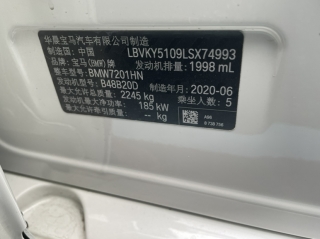 华晨宝马汽车有限公司制造
制造国：中国 LBVKY5109LSX74993
品牌：宝马(BMW)牌 发动机排量：1998 mL
整车型号：BMW7201HN
发动机型号：B48B20D 制造年月：2020-06
最大允许总质量：2245 kg 乘坐人数：5
发动机最大净功率：185 kW
最大允许牵引质量：-- kg